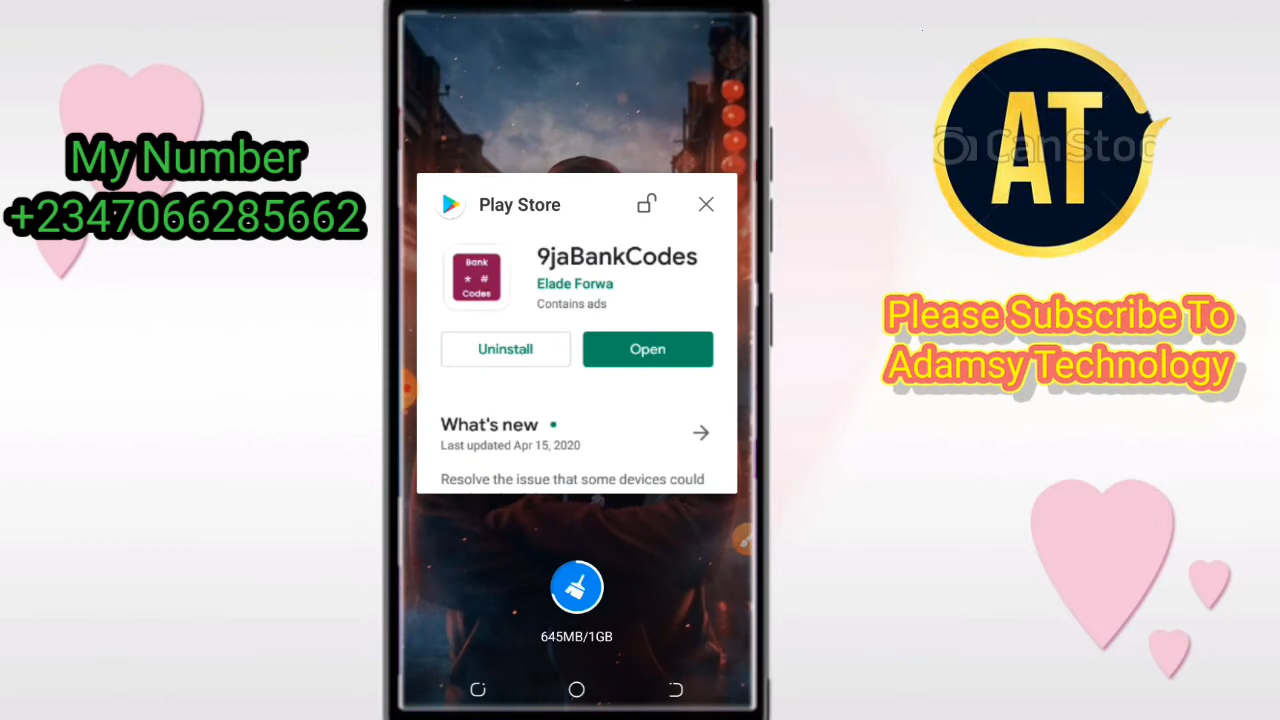 My Number
+2347066285662
Play Store
Bank
* #
Codes
9jaBankCodes
Elade Forwa
Contains ads
Uninstall
Open
What's new
Last updated Apr 15, 2020
Resolve the issue that some devices could
645MB/1GB
AT
CanStoc
Please Subscribe To
Adamsy Technology